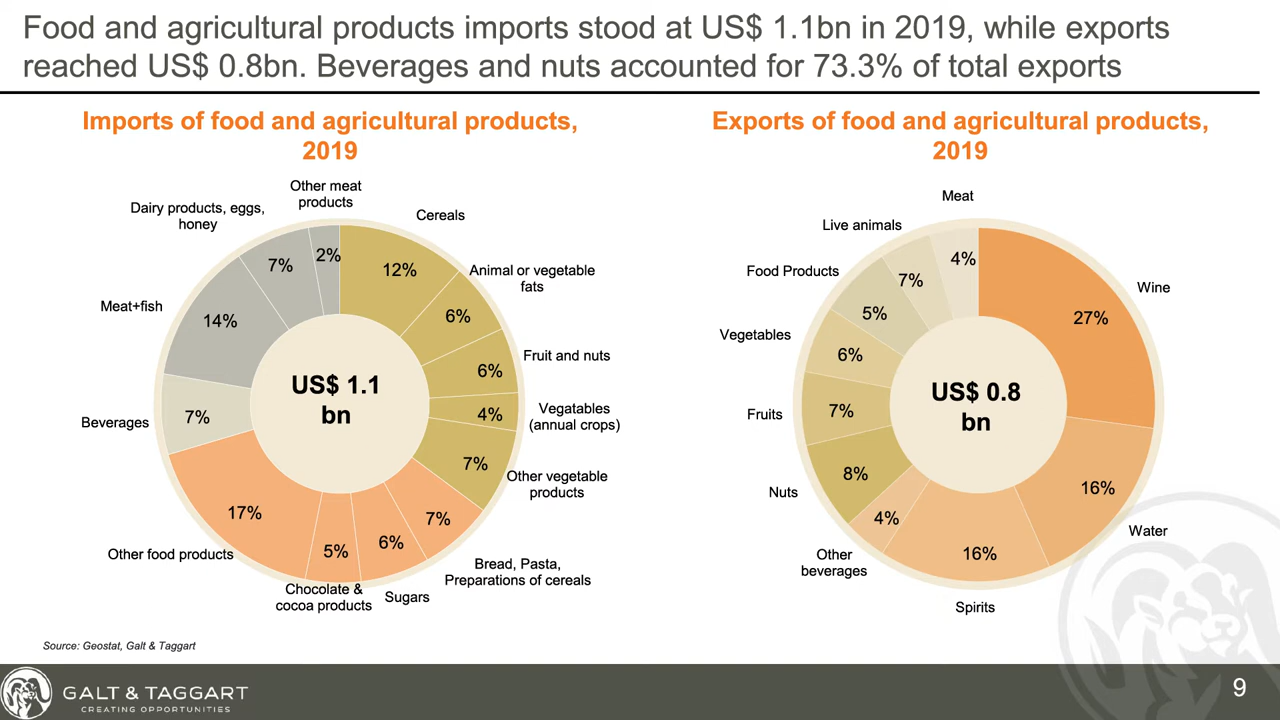 Food and agricultural products imports stood at US$ 1.1bn in 2019, while exports
reached US$ 0.8bn. Beverages and nuts accounted for 73.3% of total exports
Imports of food and agricultural products,
2019
Other meat
products
Dairy products, eggs,
honey
Cereals
2%
7%
12%
Animal or vegetable
fats
Meat+fish
14%
6%
Fruit and nuts
6%
US$ 1.1
bn
Beverages
7%
4%
Vegatables
(annual crops)
7%
Other vegetable
products
17%
7%
6%
5%
Other food products
Bread, Pasta,
Preparations of cereals
Chocolate &
cocoa products
Sugars
Exports of food and agricultural products,
2019
Meat
Live animals
4%
Food Products
7%
Wine
5%
27%
Vegetables
6%
US$ 0.8
bn
Fruits
7%
8%
16%
Nuts
4%
Water
16%
Other
beverages
Spirits
Source: Geostat, Galt & Taggart
GALT & TAGGART
CREATING OPPORTUNITIES
9